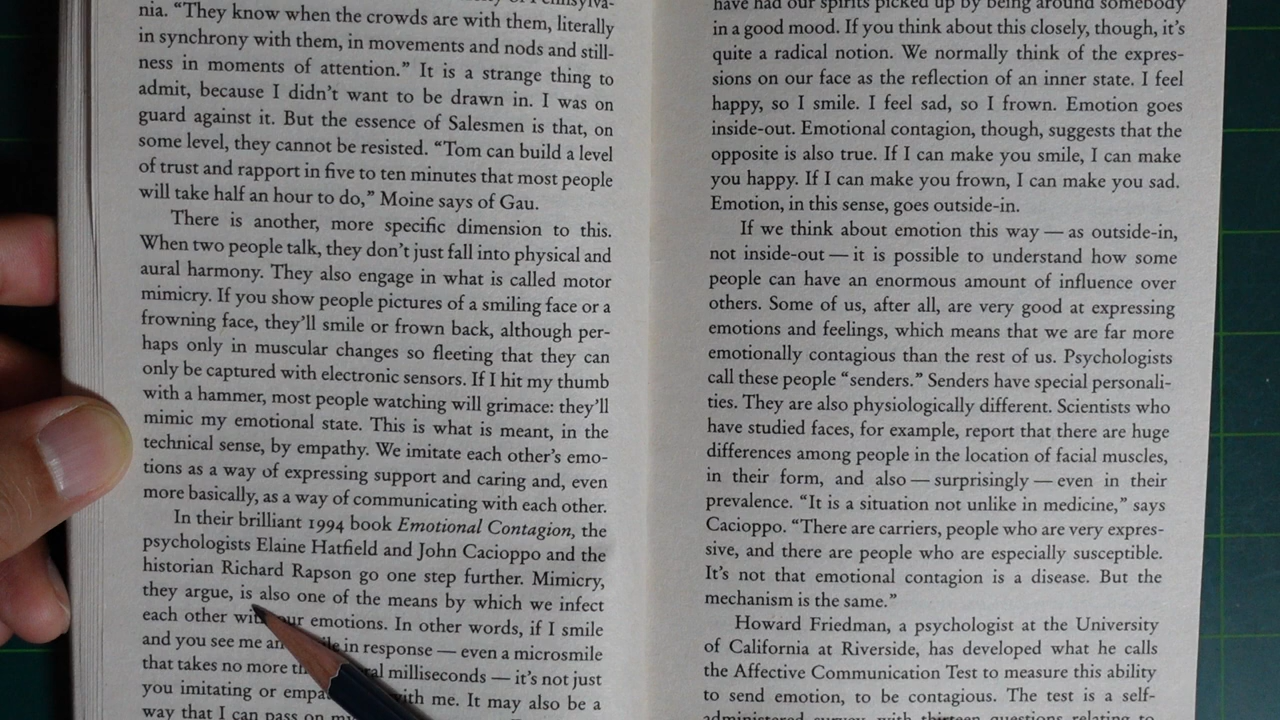 nia. “They know when the crowds are with them, literally
in synchrony with them, in movements and nods and still-
ness in moments of attention.” It is a strange thing to
admit, because I didn’t want to be drawn in. I was on
guard against it. But the essence of Salesmen is that, on
some level, they cannot be resisted. “Tom can build a level
of trust and rapport in five to ten minutes that most people
will take half an hour to do,” Moine says of Gau.
There is another, more specific dimension to this.
When two people talk, they don’t just fall into physical and
aural harmony. They also engage in what is called motor
mimicry. If you show people pictures of a smiling face or a
frowning face, they’ll smile or frown back, although per-
haps only in muscular changes so fleeting that they can
only be captured with electronic sensors. If I hit my thumb
with a hammer, most people watching will grimace: they’ll
mimic my emotional state. This is what is meant, in the
technical sense, by empathy. We imitate each other’s emo-
tions as a way of expressing support and caring and, even
more basically, as a way of communicating with each other.
In their brilliant 1994 book Emotional Contagion, the
psychologists Elaine Hatfield and John Cacioppo and the
historian Richard Rapson go one step further. Mimicry,
they argue, is also one of the means by which we infect
each other with our emotions. In other words, if I smile
and you see me and in response — even a microsmile
that takes no more milliseconds — it’s not just
you imitating or with me. It may also be a
way that I can pass on
have had our spirits picked up by being around somebody
in a good mood. If you think about this closely, though, it’s
quite a radical notion. We normally think of the expres-
sions on our face as the reflection of an inner state. I feel
happy, so I smile. I feel sad, so I frown. Emotion goes
inside-out. Emotional contagion, though, suggests that the
opposite is also true. If I can make you smile, I can make
you happy. If I can make you frown, I can make you sad.
Emotion, in this sense, goes outside-in.
If we think about emotion this way — as outside-in,
not inside-out — it is possible to understand how some
people can have an enormous amount of influence over
others. Some of us, after all, are very good at expressing
emotions and feelings, which means that we are far more
emotionally contagious than the rest of us. Psychologists
call these people “senders.” Senders have special personali-
ties. They are also physiologically different. Scientists who
have studied faces, for example, report that there are huge
differences among people in the location of facial muscles,
in their form, and also — surprisingly — even in their
prevalence. “It is a situation not unlike in medicine,” says
Cacioppo. “There are carriers, people who are very expres-
sive, and there are people who are especially susceptible.
It’s not that emotional contagion is a disease. But the
mechanism is the same.”
Howard Friedman, a psychologist at the University
of California at Riverside, has developed what he calls
the Affective Communication Test to measure this ability
to send emotion, to be contagious. The test is a self-
administered survey, with thirteen questions relating to